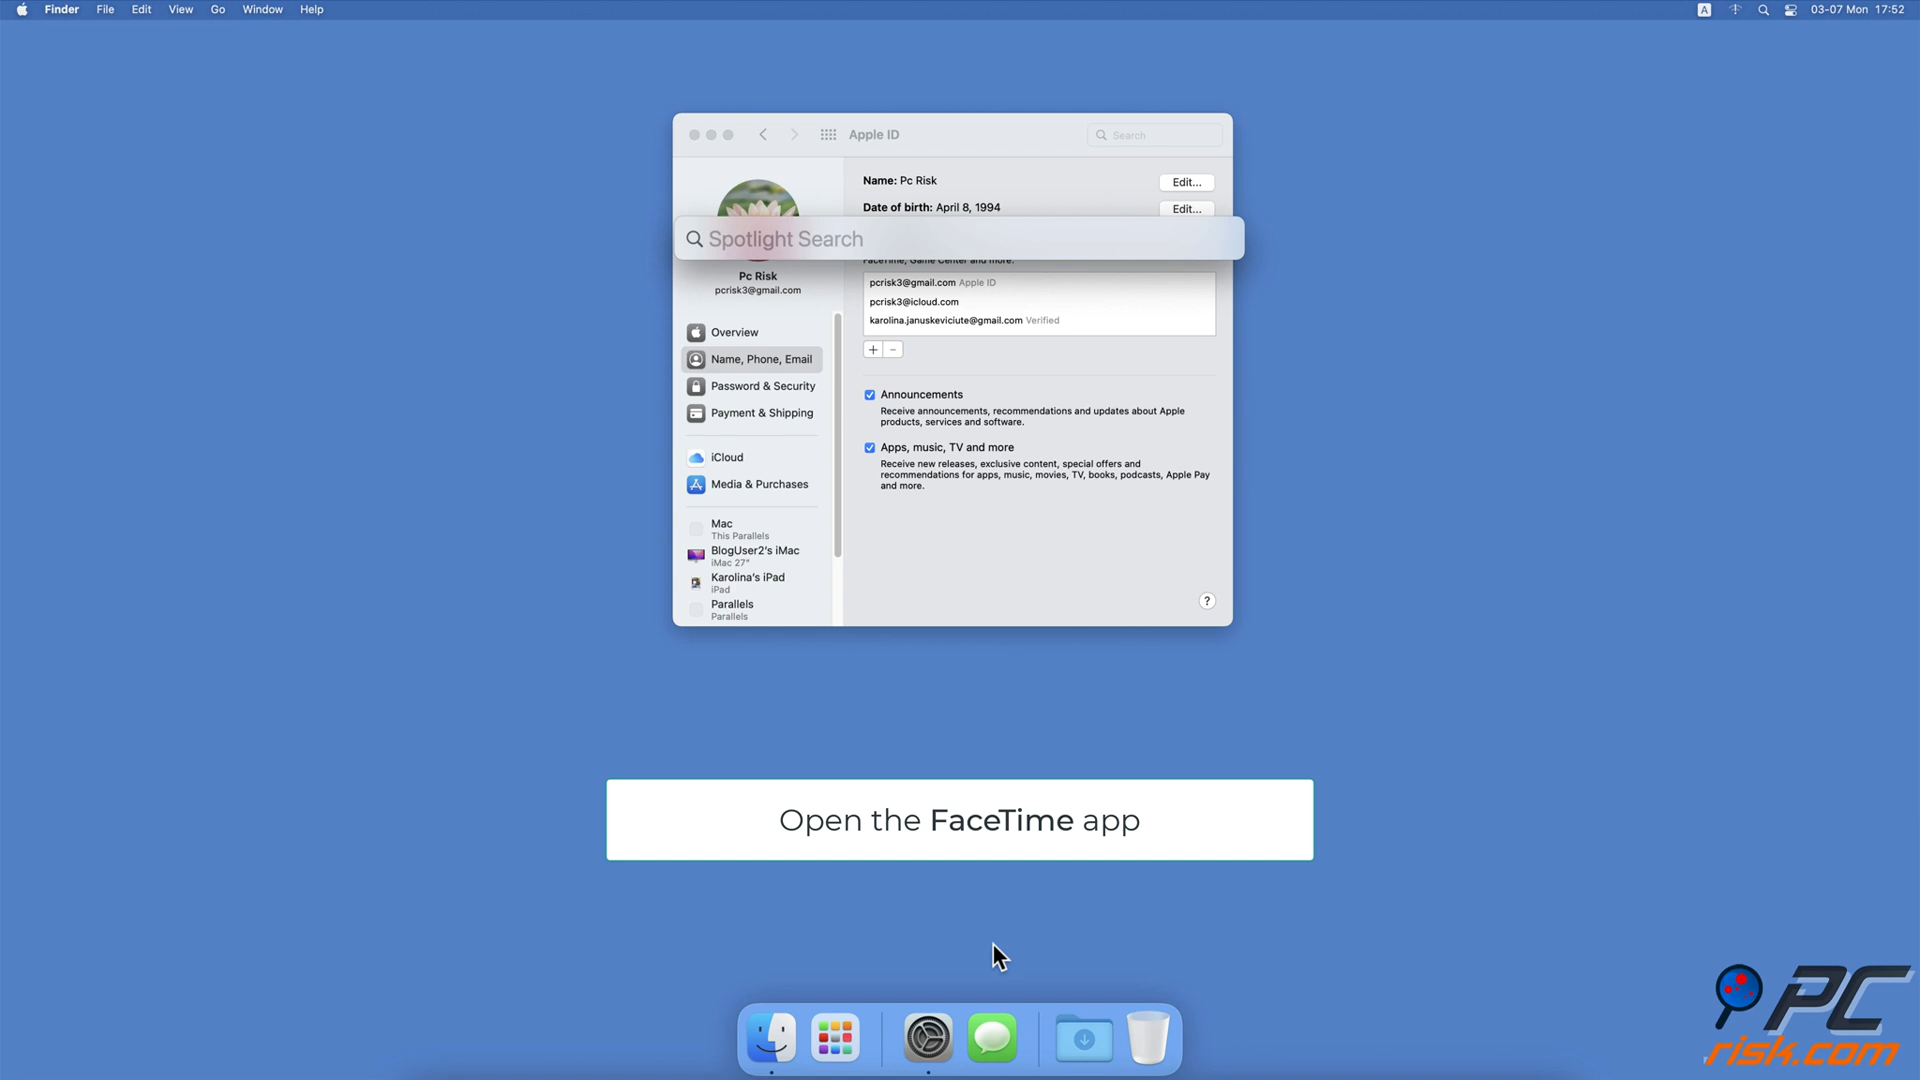 Finder File Edit View Go Window Help
A 03-07 Mon 17:52
Apple ID
Search
Name: Pc Risk
Edit...
Date of birth: April 8, 1994
Edit...
Spotlight Search
FaceTime, Game Center and more.
Pc Risk
pcrisk3@gmail.com
pcrisk3@gmail.com Apple ID
pcrisk3@icloud.com
karolina.januskeviciute@gmail.com Verified
+ −
Overview
Name, Phone, Email
Password & Security
Payment & Shipping
iCloud
Media & Purchases
Mac
This Parallels
BlogUser2's iMac
iMac 27"
Karolina's iPad
iPad
Parallels
Parallels
Announcements
Receive announcements, recommendations and updates about Apple
products, services and software.
Apps, music, TV and more
Receive new releases, exclusive content, special offers and
recommendations for apps, music, movies, TV, books, podcasts, Apple Pay
and more.
?
Open the FaceTime app
PC
risk.com